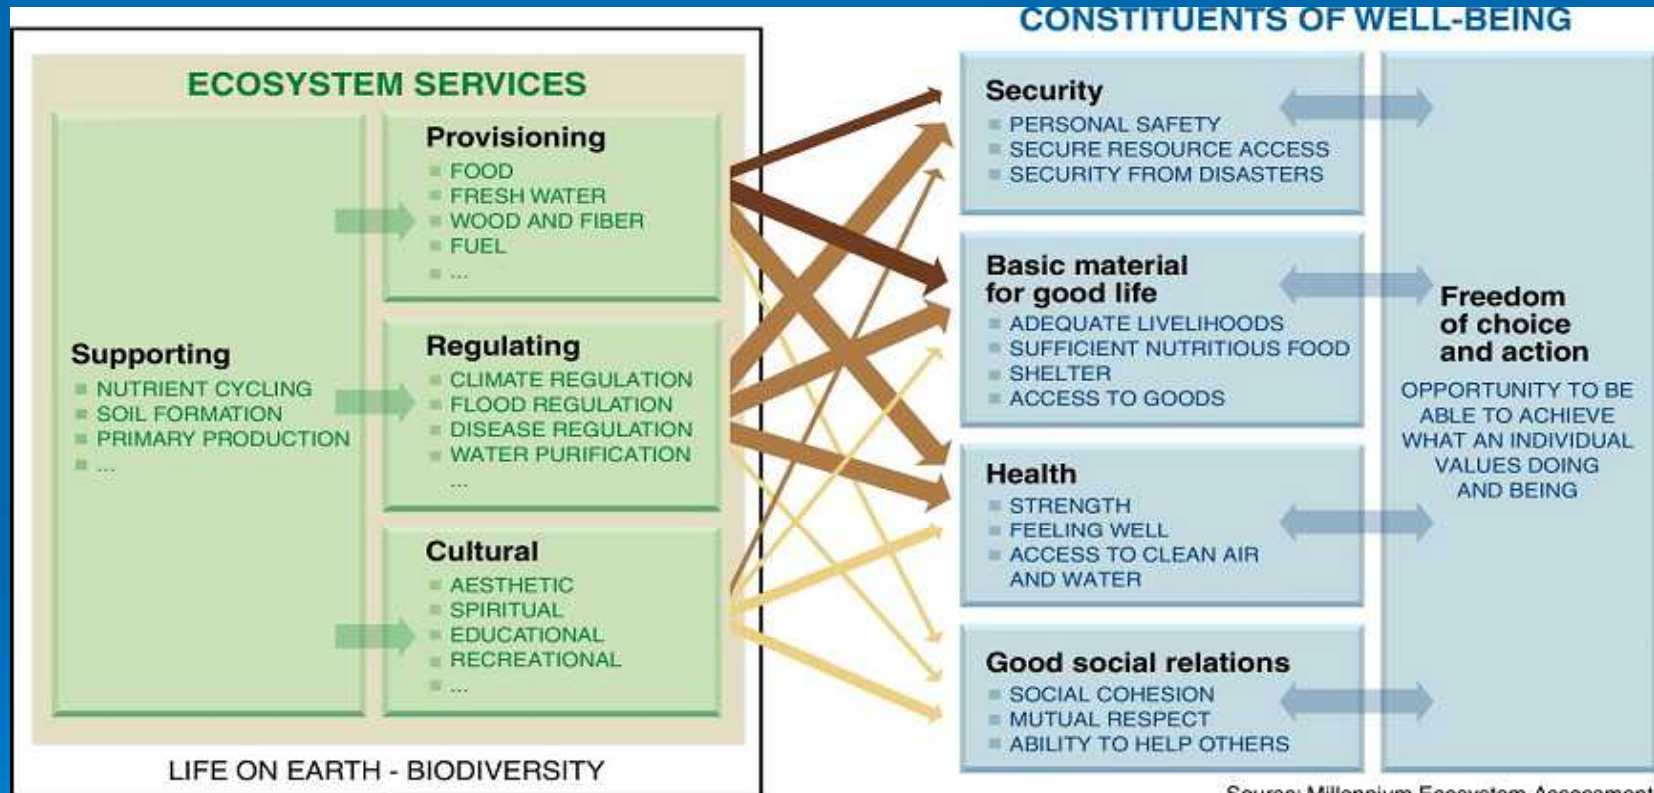 CONSTITUENTS OF WELL-BEING
ECOSYSTEM SERVICES
Supporting
NUTRIENT CYCLING
SOIL FORMATION
PRIMARY PRODUCTION
...
Provisioning
FOOD
FRESH WATER
WOOD AND FIBER
FUEL
...
Regulating
CLIMATE REGULATION
FLOOD REGULATION
DISEASE REGULATION
WATER PURIFICATION
...
Cultural
AESTHETIC
SPIRITUAL
EDUCATIONAL
RECREATIONAL
...
LIFE ON EARTH - BIODIVERSITY
Security
PERSONAL SAFETY
SECURE RESOURCE ACCESS
SECURITY FROM DISASTERS
Basic material
for good life
ADEQUATE LIVELIHOODS
SUFFICIENT NUTRITIOUS FOOD
SHELTER
ACCESS TO GOODS
Health
STRENGTH
FEELING WELL
ACCESS TO CLEAN AIR
AND WATER
Good social relations
SOCIAL COHESION
MUTUAL RESPECT
ABILITY TO HELP OTHERS
Freedom
of choice
and action
OPPORTUNITY TO BE
ABLE TO ACHIEVE
WHAT AN INDIVIDUAL
VALUES DOING
AND BEING
Source: Millennium Ecosystem Assessment